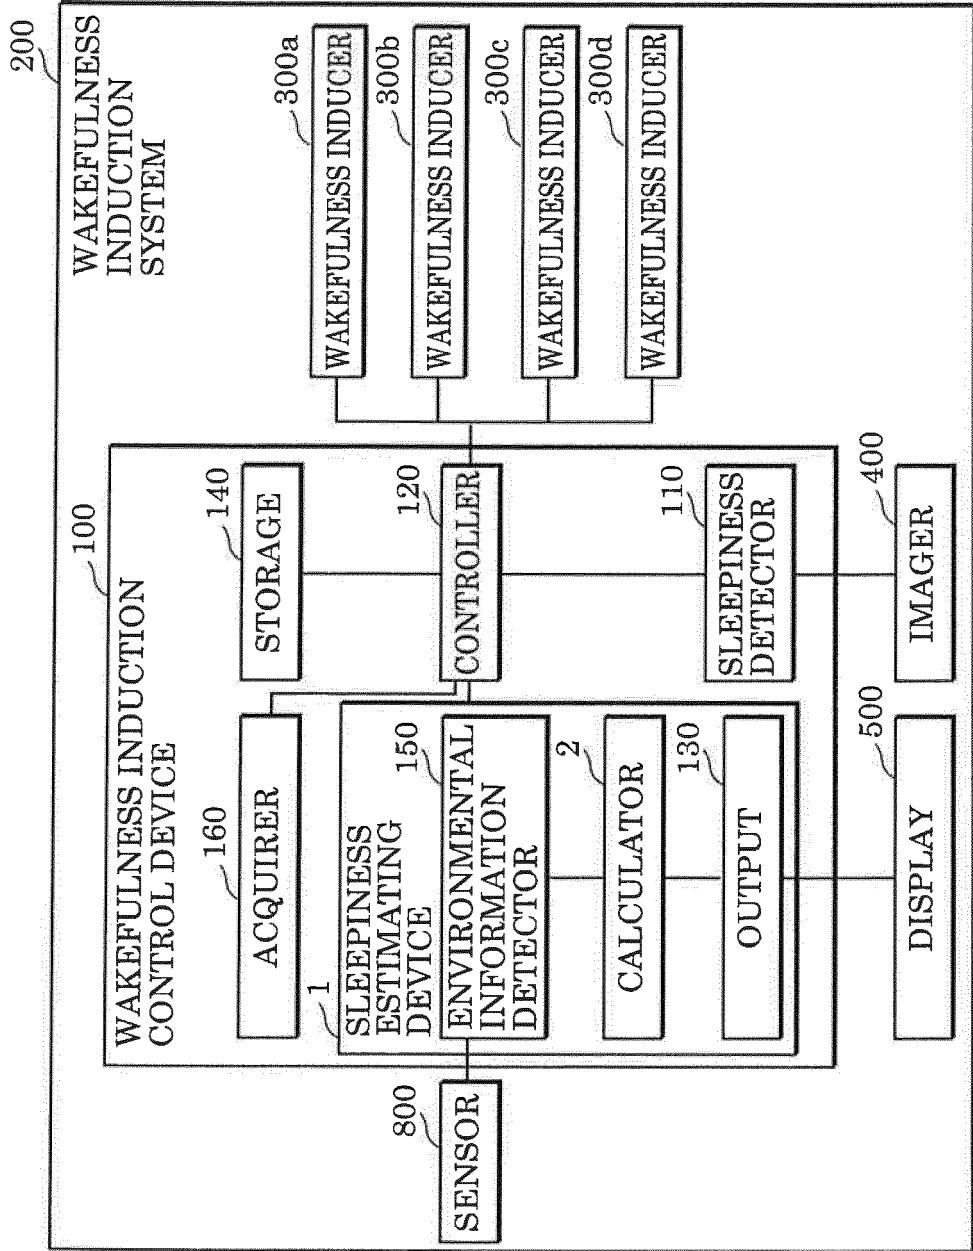 200
WAKEFULNESS
INDUCTION
SYSTEM
100
WAKEFULNESS INDUCTION
CONTROL DEVICE
160
ACQUIRER
140
STORAGE
1
SLEEPINESS
ESTIMATING
DEVICE
150
ENVIRONMENTAL
INFORMATION
DETECTOR
2
CALCULATOR
130
OUTPUT
120
CONTROLLER
110
SLEEPINESS
DETECTOR
800
SENSOR
500
DISPLAY
400
IMAGER
300a
WAKEFULNESS INDUCER
300b
WAKEFULNESS INDUCER
300c
WAKEFULNESS INDUCER
300d
WAKEFULNESS INDUCER